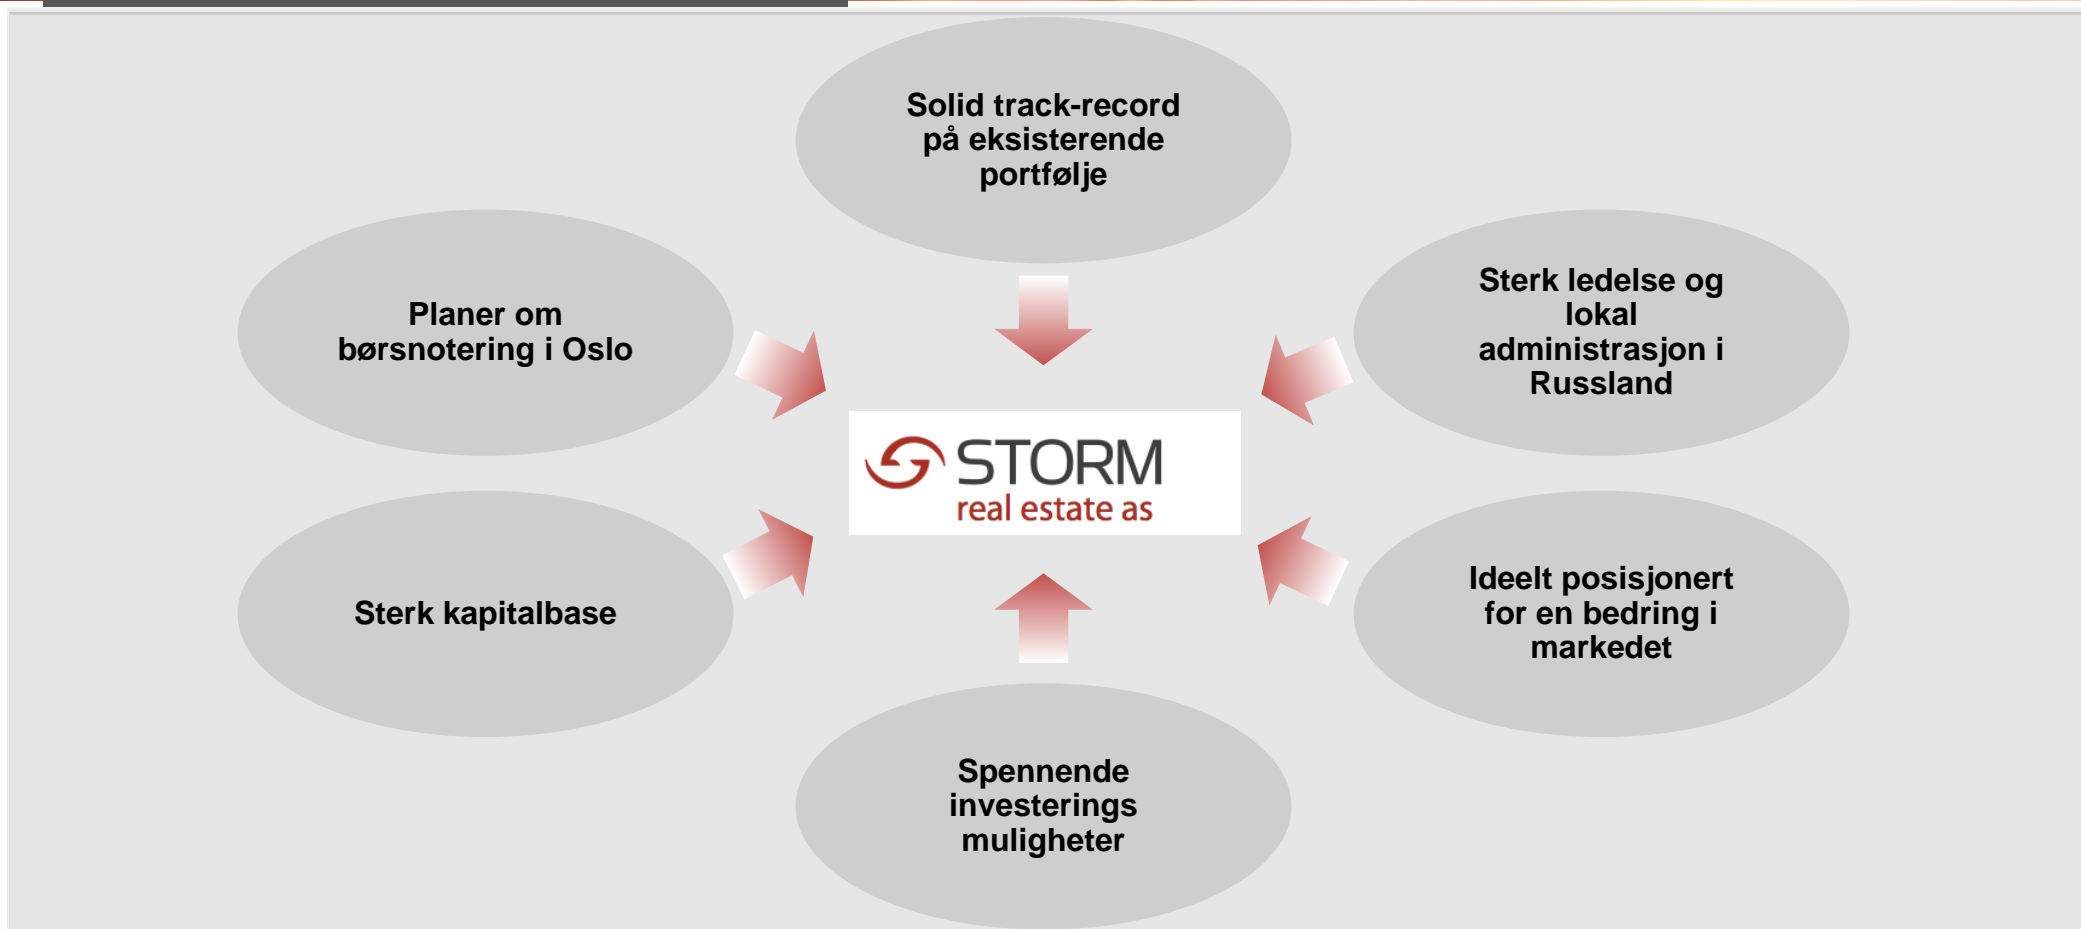 Solid track-record
på eksisterende
portfølje
Sterk ledelse og
lokal
administrasjon i
Russland
Ideelt posisjonert
for en bedring i
markedet
Spennende
investerings
muligheter
Sterk kapitalbase
Planer om
børsnotering i Oslo
STORM
real estate as